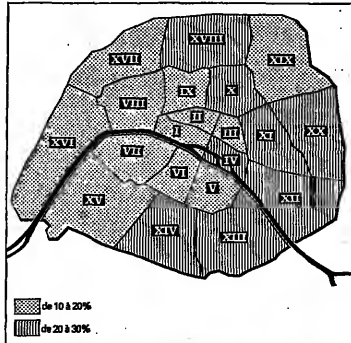 XVIII
XVII
XIX
IX
X
VIII
II
I
III
XI
XX
XVI
VII
IV
VI
V
XV
XII
XIV
XIII
de 10 à 20%
de 20 à 30%